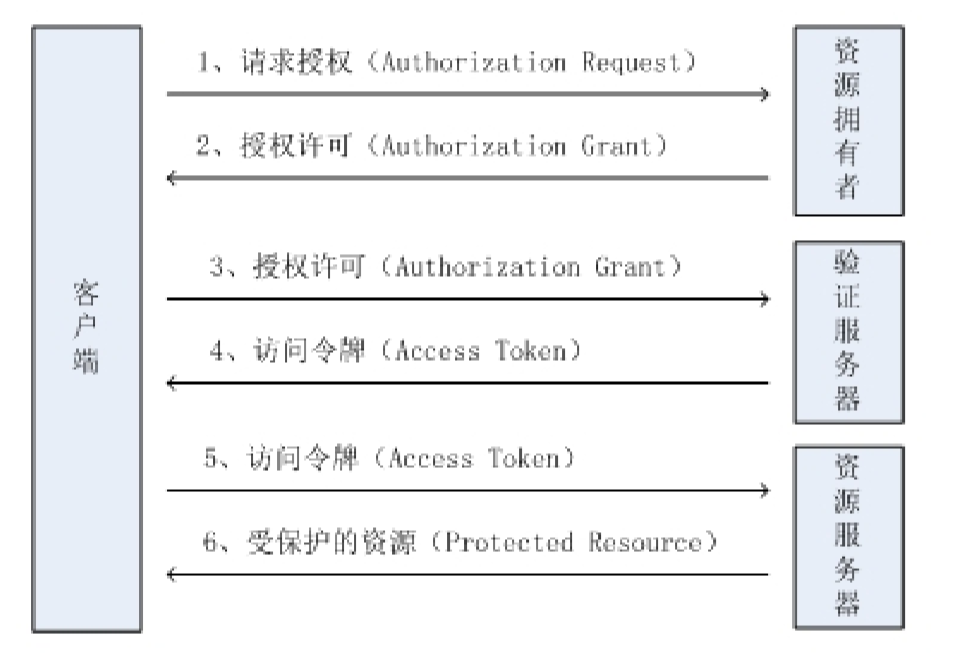 客户端
1、请求授权（Authorization Request）
2、授权许可（Authorization Grant）
资源拥有者
3、授权许可（Authorization Grant）
4、访问令牌（Access Token）
验证服务器
5、访问令牌（Access Token）
6、受保护的资源（Protected Resource）
资源服务器